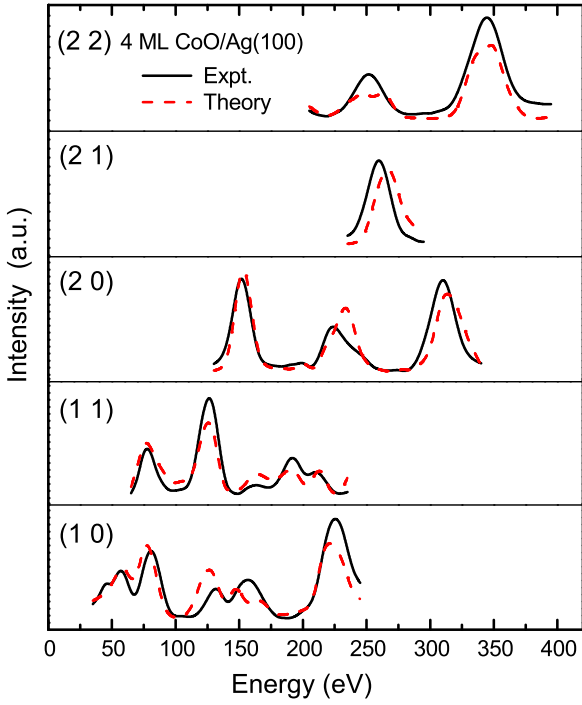 (2 2) 4 ML CoO/Ag(100)
Expt.
Theory
(2 1)
(2 0)
(1 1)
(1 0)
Intensity (a.u.)
0 50 100 150 200 250 300 350 400
Energy (eV)